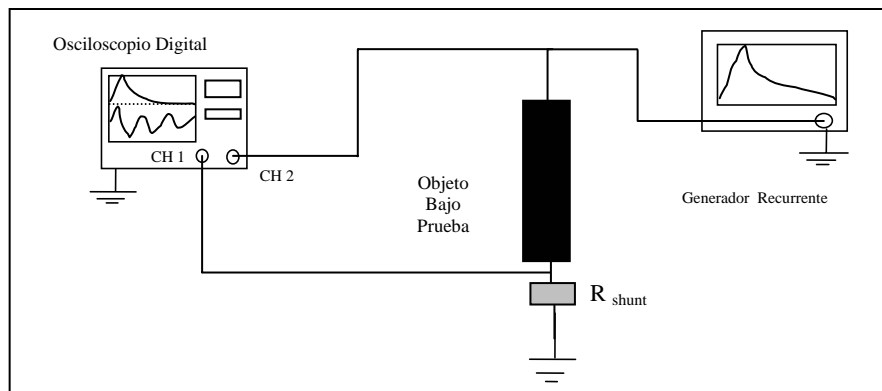 Osciloscopio Digital
CH 1
CH 2
Objeto
Bajo
Prueba
Generador Recurrente
R shunt